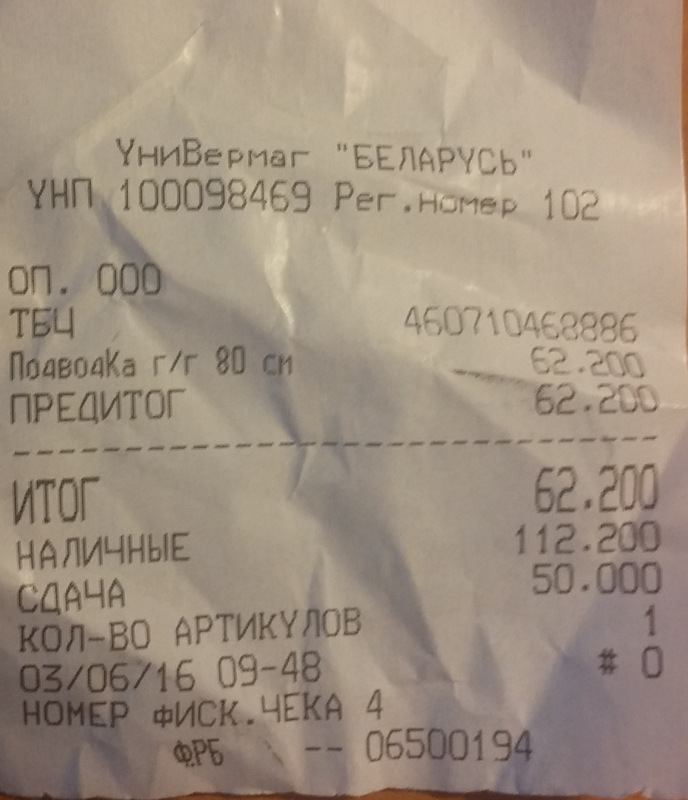 УниВермаг "БЕЛАРУСЬ"
УНП 100098469 Рег.номер 102
ОП. 000
ТБЧ 460710468886
Подводка г/г 80 см 62.200
ПРЕДИТОГ 62.200
--------------------------------
ИТОГ 62.200
НАЛИЧНЫЕ 112.200
СДАЧА 50.000
КОЛ-ВО АРТИКУЛОВ 1
03/06/16 09-48 # 0
НОМЕР ФИСК.ЧЕКА 4
ФРБ -- 06500194